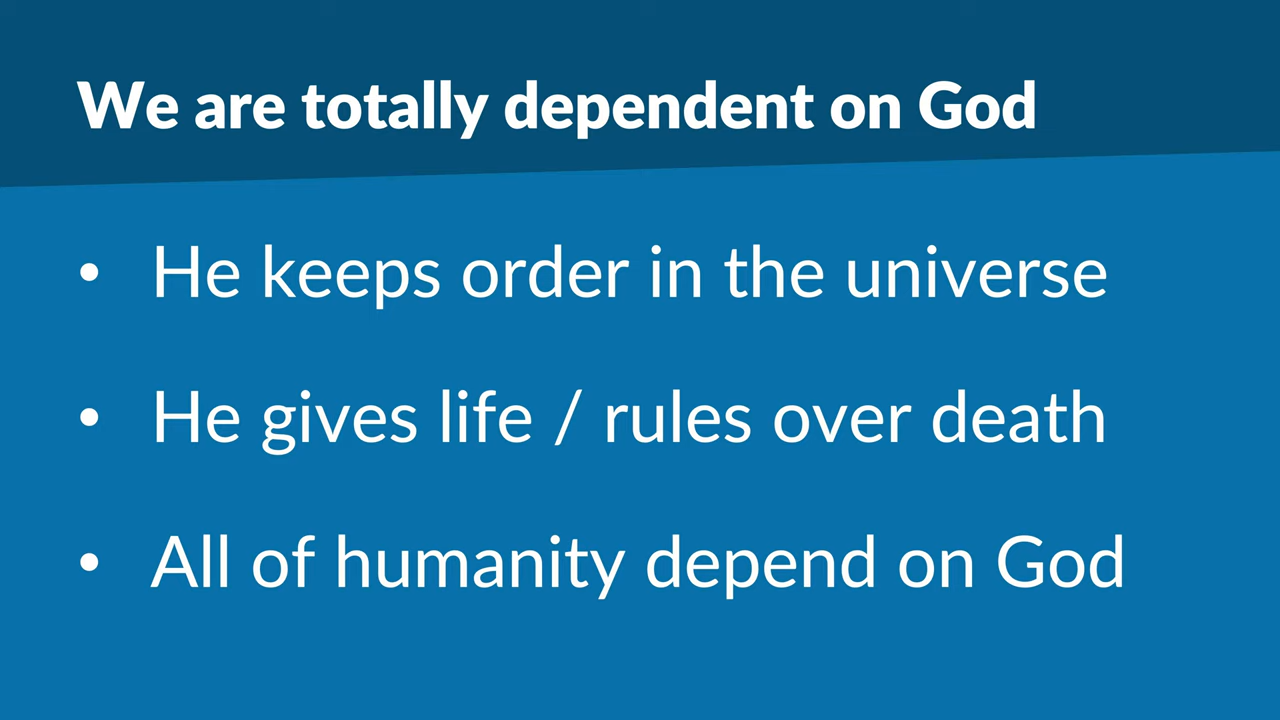 We are totally dependent on God
• He keeps order in the universe
• He gives life / rules over death
• All of humanity depend on God